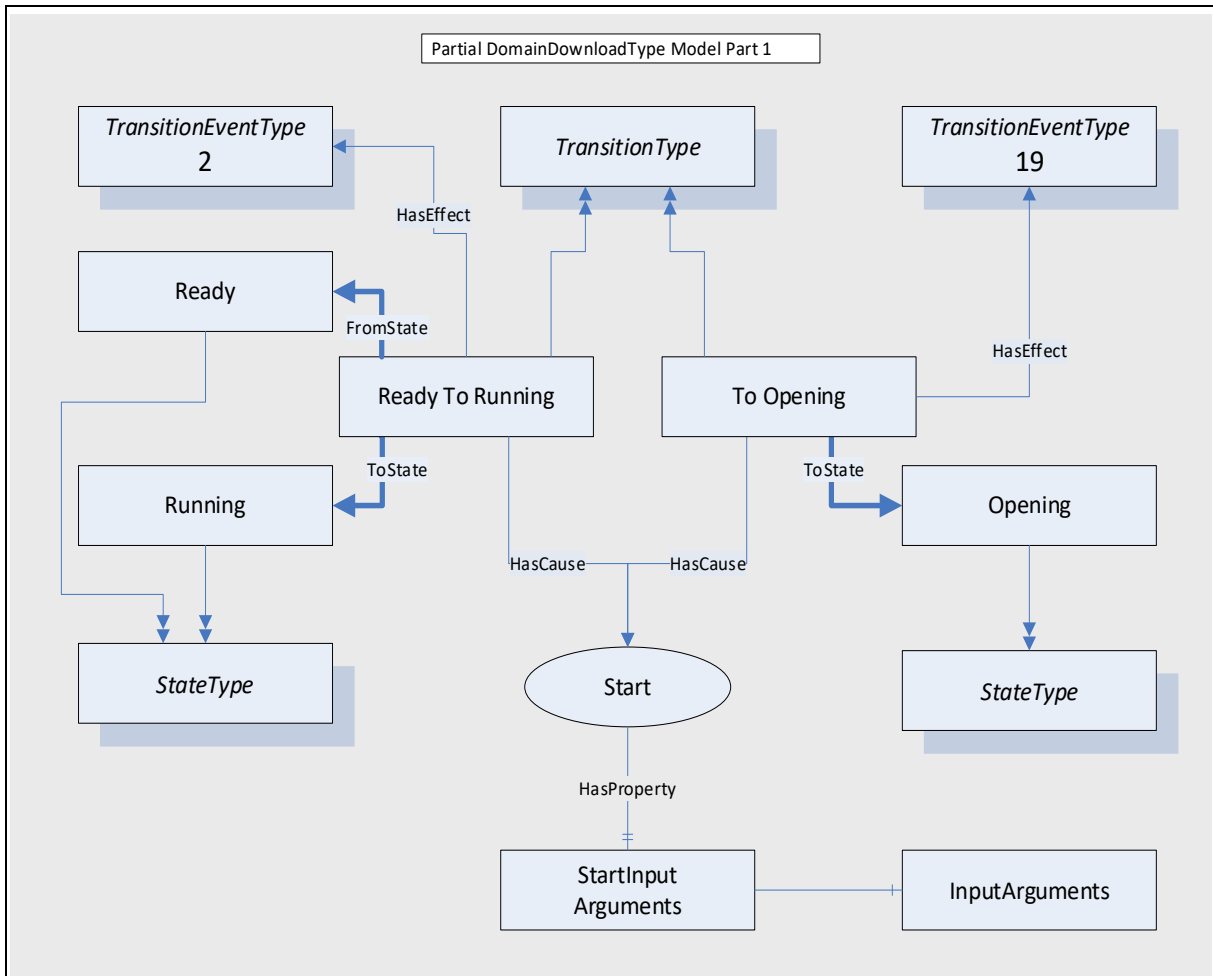 Partial DomainDownloadType Model Part 1
TransitionEventType
2
TransitionType
TransitionEventType
19
HasEffect
Ready
FromState
HasEffect
Ready To Running
To Opening
ToState
ToState
Running
Opening
HasCause
HasCause
StateType
Start
StateType
HasProperty
StartInput
Arguments
InputArguments